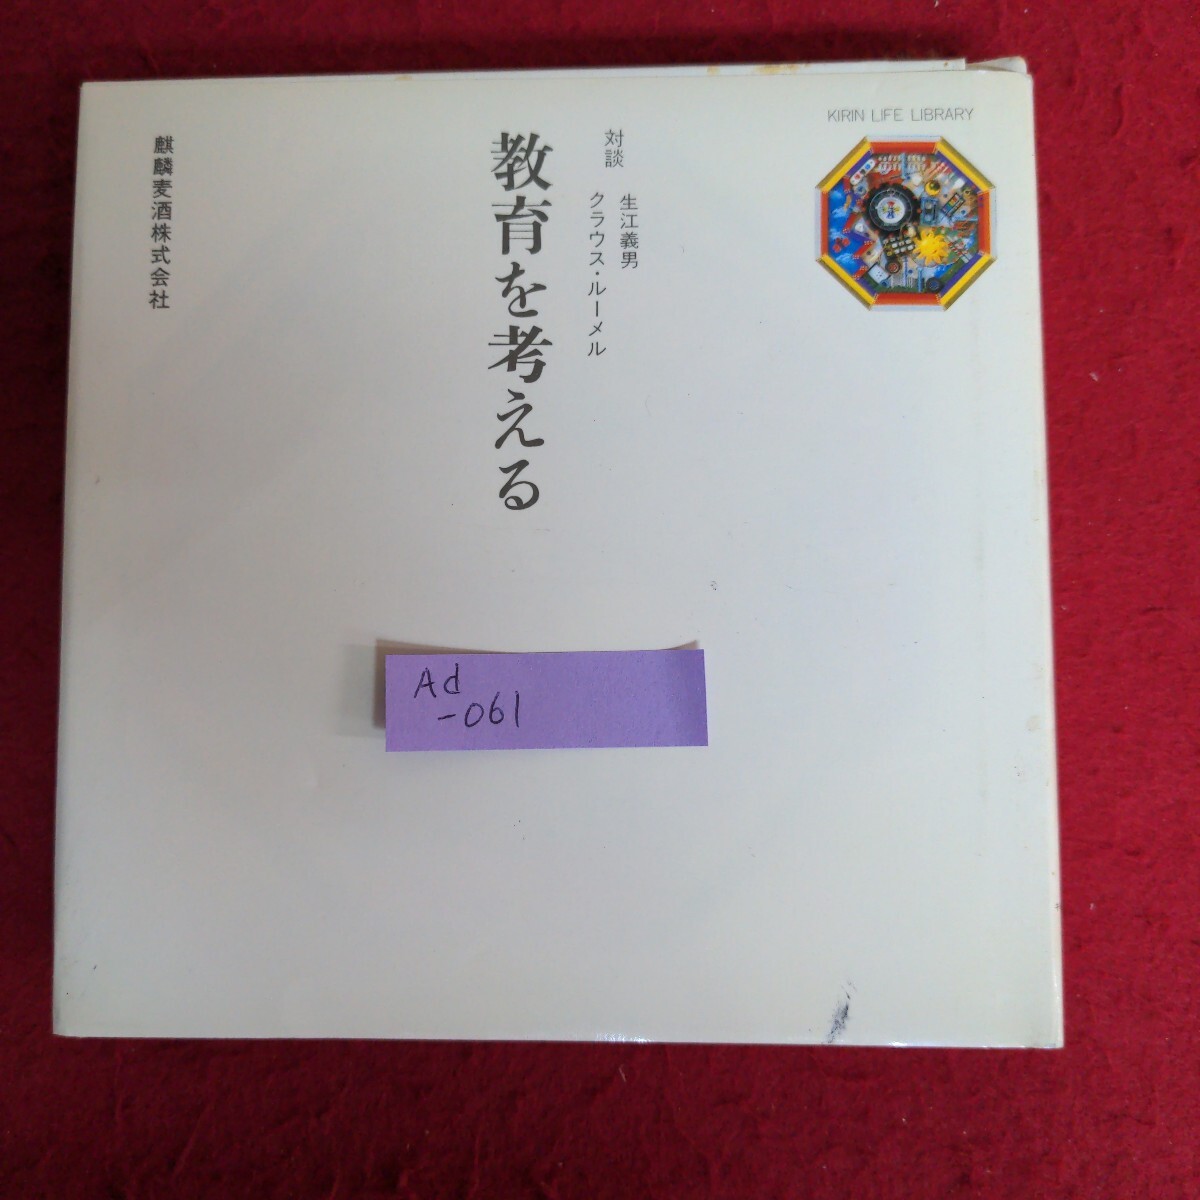 KIRIN LIFE LIBRARY
対談 生江義男
クラウス・ルーメル
教育を考える
麒麟麦酒株式会社
Ad
-061